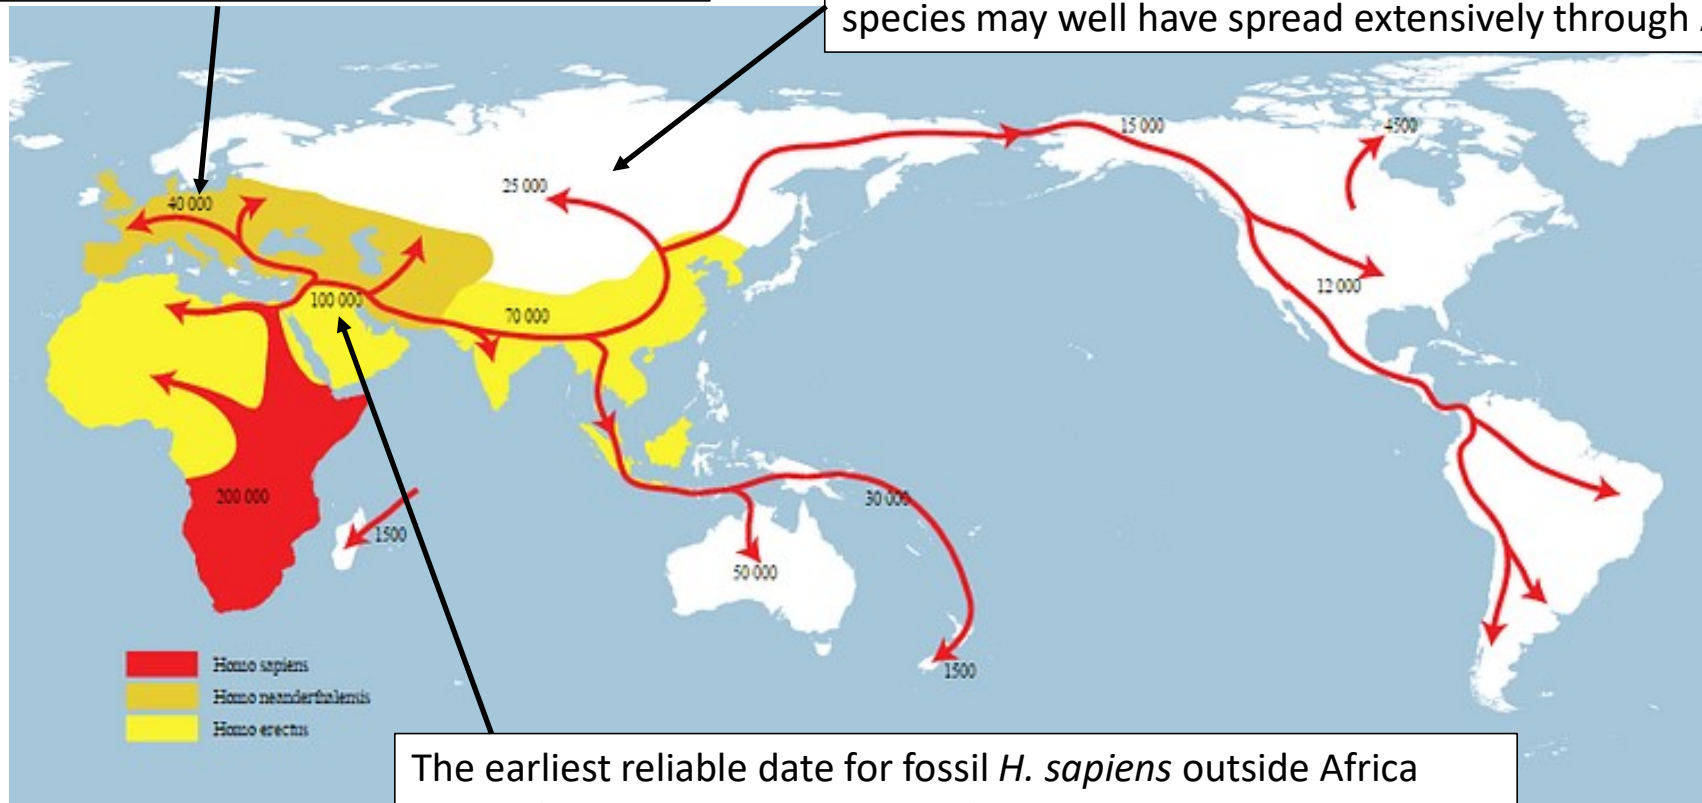 species may well have spread extensively through
15 000
4500
25 000
40 000
12 000
100 000
70 000
200 000
30 000
1500
50 000
1500
Homo sapiens
Homo neanderthalensis
Homo erectus
The earliest reliable date for fossil H. sapiens outside Africa